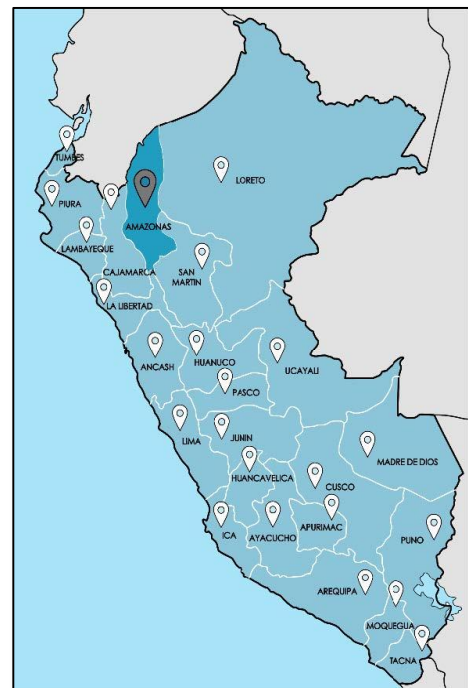 TUMBES
LORETO
PIURA
AMAZONAS
LAMBAYEQUE
CAJAMARCA
SAN
MARTIN
LA LIBERTAD
ANCASH
HUANUCO
UCAYALI
PASCO
LIMA
JUNIN
MADRE DE DIOS
HUANCAVELICA
CUSCO
ICA
AYACUCHO
APURIMAC
PUNO
AREQUIPA
MOQUEGUA
TACNA